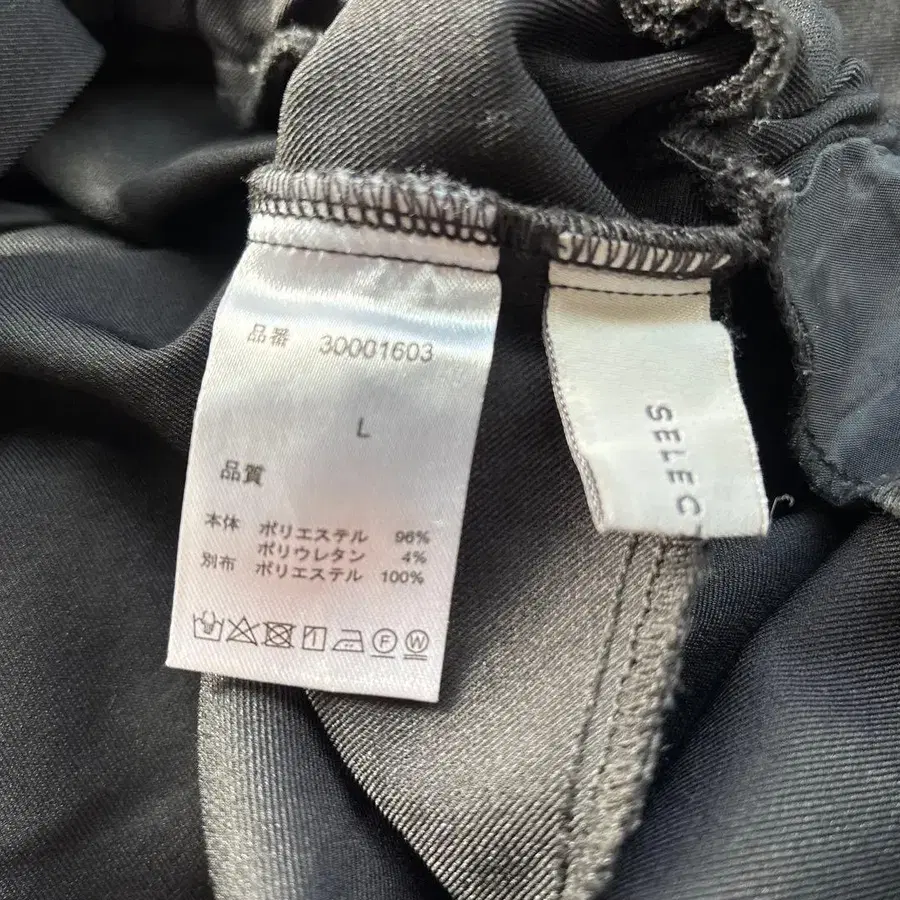 品番 30001603
L
品質
本体 ポリエステル 96%
ポリウレタン 4%
別布 ポリエステル 100%
F W
SELECT